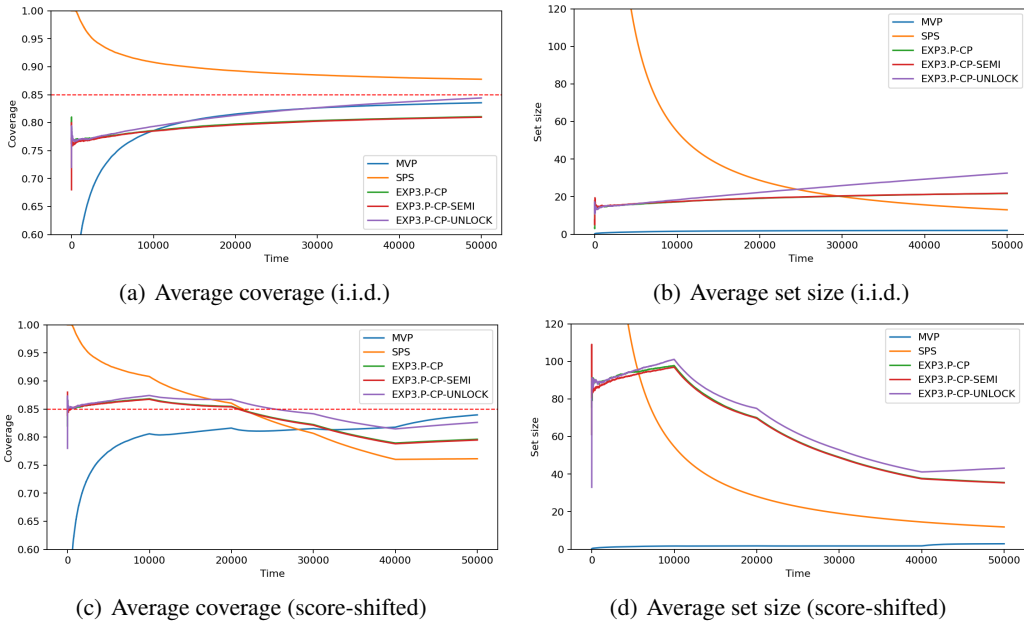 1.00
0.95
0.90
0.85
0.80
0.75
0.70
0.65
0.60
Coverage
MVP
SPS
EXP3.P-CP
EXP3.P-CP-SEMI
EXP3.P-CP-UNLOCK
0 10000 20000 30000 40000 50000
Time
(a) Average coverage (i.i.d.)
120
100
80
60
40
20
0
Set size
MVP
SPS
EXP3.P-CP
EXP3.P-CP-SEMI
EXP3.P-CP-UNLOCK
0 10000 20000 30000 40000 50000
Time
(b) Average set size (i.i.d.)
1.00
0.95
0.90
0.85
0.80
0.75
0.70
0.65
0.60
Coverage
MVP
SPS
EXP3.P-CP
EXP3.P-CP-SEMI
EXP3.P-CP-UNLOCK
0 10000 20000 30000 40000 50000
Time
(c) Average coverage (score-shifted)
120
100
80
60
40
20
0
Set size
MVP
SPS
EXP3.P-CP
EXP3.P-CP-SEMI
EXP3.P-CP-UNLOCK
0 10000 20000 30000 40000 50000
Time
(d) Average set size (score-shifted)